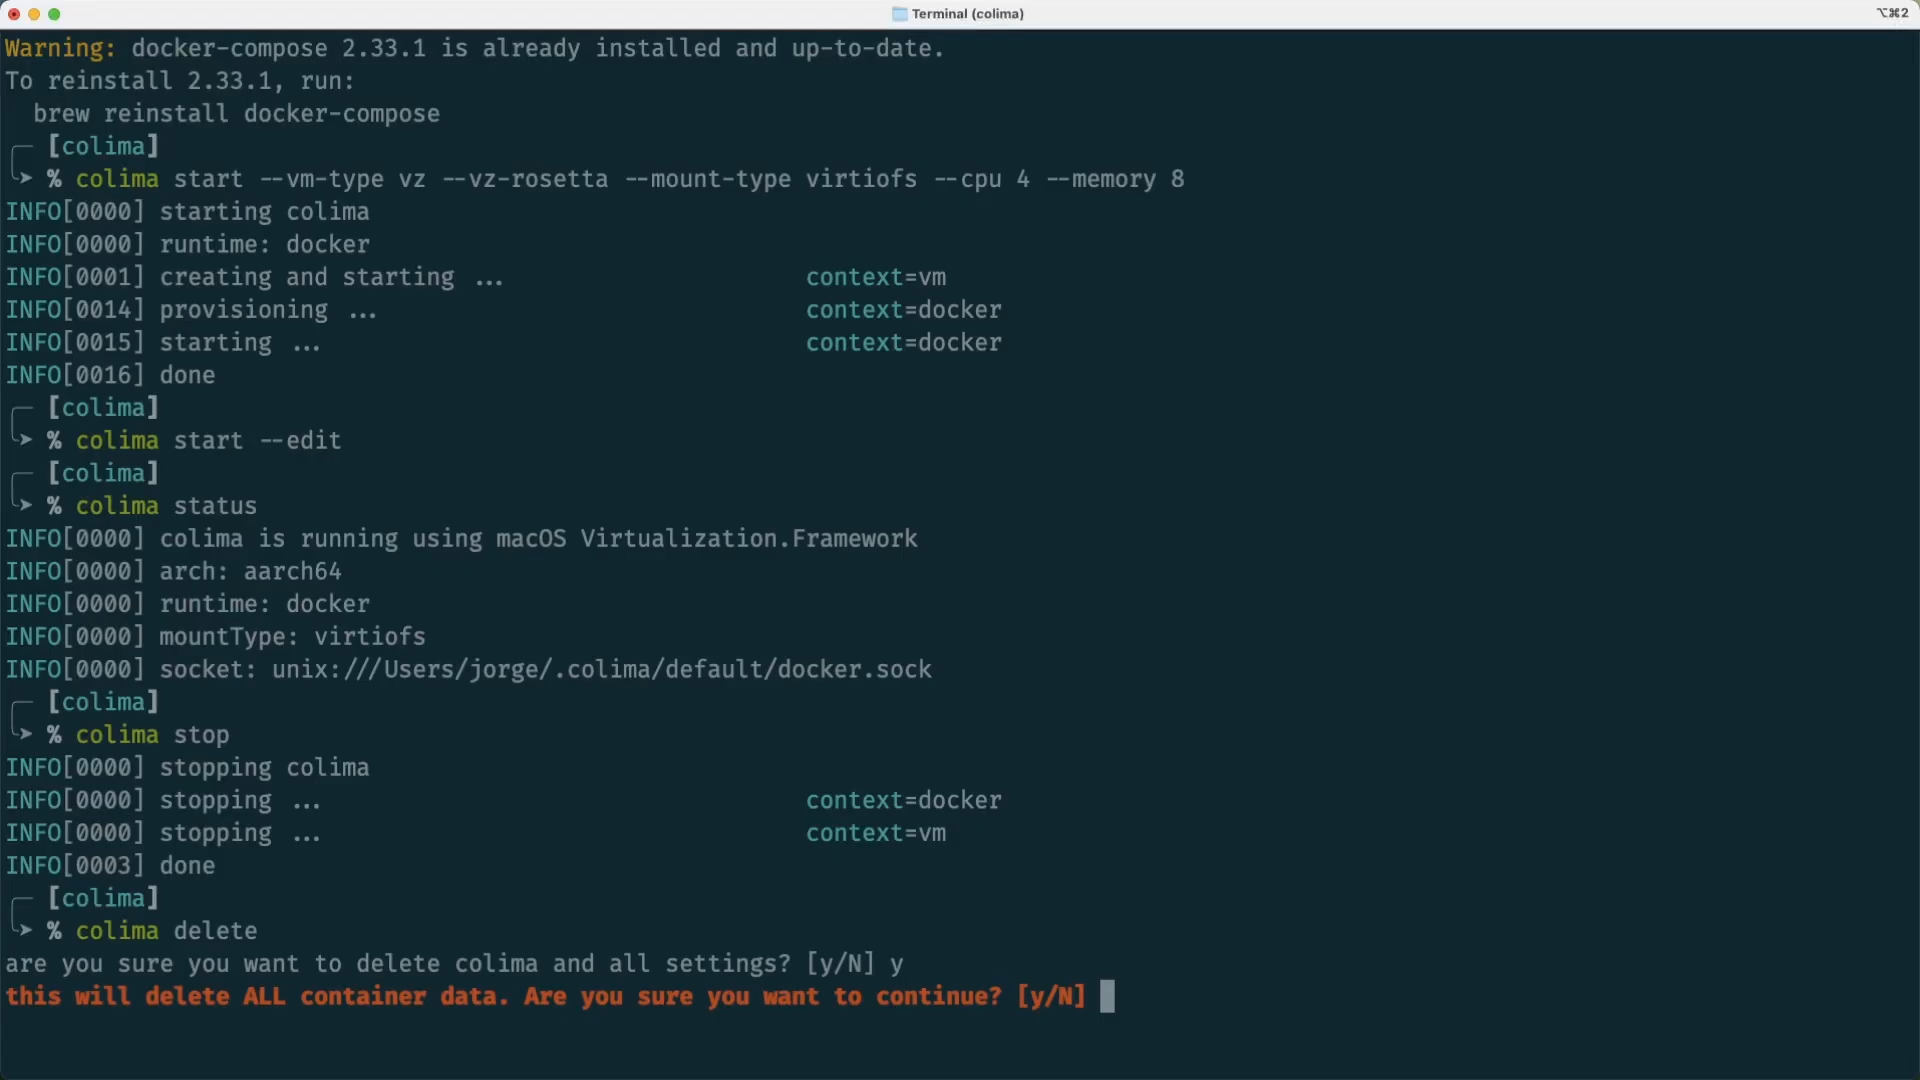 Terminal (colima)
⌥⌘2
Warning: docker-compose 2.33.1 is already installed and up-to-date.
To reinstall 2.33.1, run:
  brew reinstall docker-compose
[colima]
% colima start --vm-type vz --vz-rosetta --mount-type virtiofs --cpu 4 --memory 8
INFO[0000] starting colima
INFO[0000] runtime: docker
INFO[0001] creating and starting ... context=vm
INFO[0014] provisioning ... context=docker
INFO[0015] starting ... context=docker
INFO[0016] done
[colima]
% colima start --edit
[colima]
% colima status
INFO[0000] colima is running using macOS Virtualization.Framework
INFO[0000] arch: aarch64
INFO[0000] runtime: docker
INFO[0000] mountType: virtiofs
INFO[0000] socket: unix:///Users/jorge/.colima/default/docker.sock
[colima]
% colima stop
INFO[0000] stopping colima
INFO[0000] stopping ... context=docker
INFO[0000] stopping ... context=vm
INFO[0003] done
[colima]
% colima delete
are you sure you want to delete colima and all settings? [y/N] y
this will delete ALL container data. Are you sure you want to continue? [y/N]